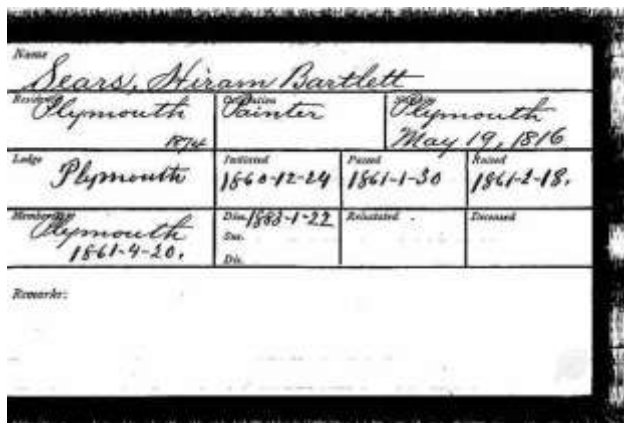 Name
Sears, Hiram Bartlett
Residence Occupation
Plymouth Painter Plymouth
1874 May 19, 1816
Lodge Initiated Passed Raised
Plymouth 1860-12-24 1861-1-30 1861-2-18.
Membership Dim. 1883-1-22 Reinstated Deceased
Plymouth Sus.
1861-4-20. Dis.
Remarks: